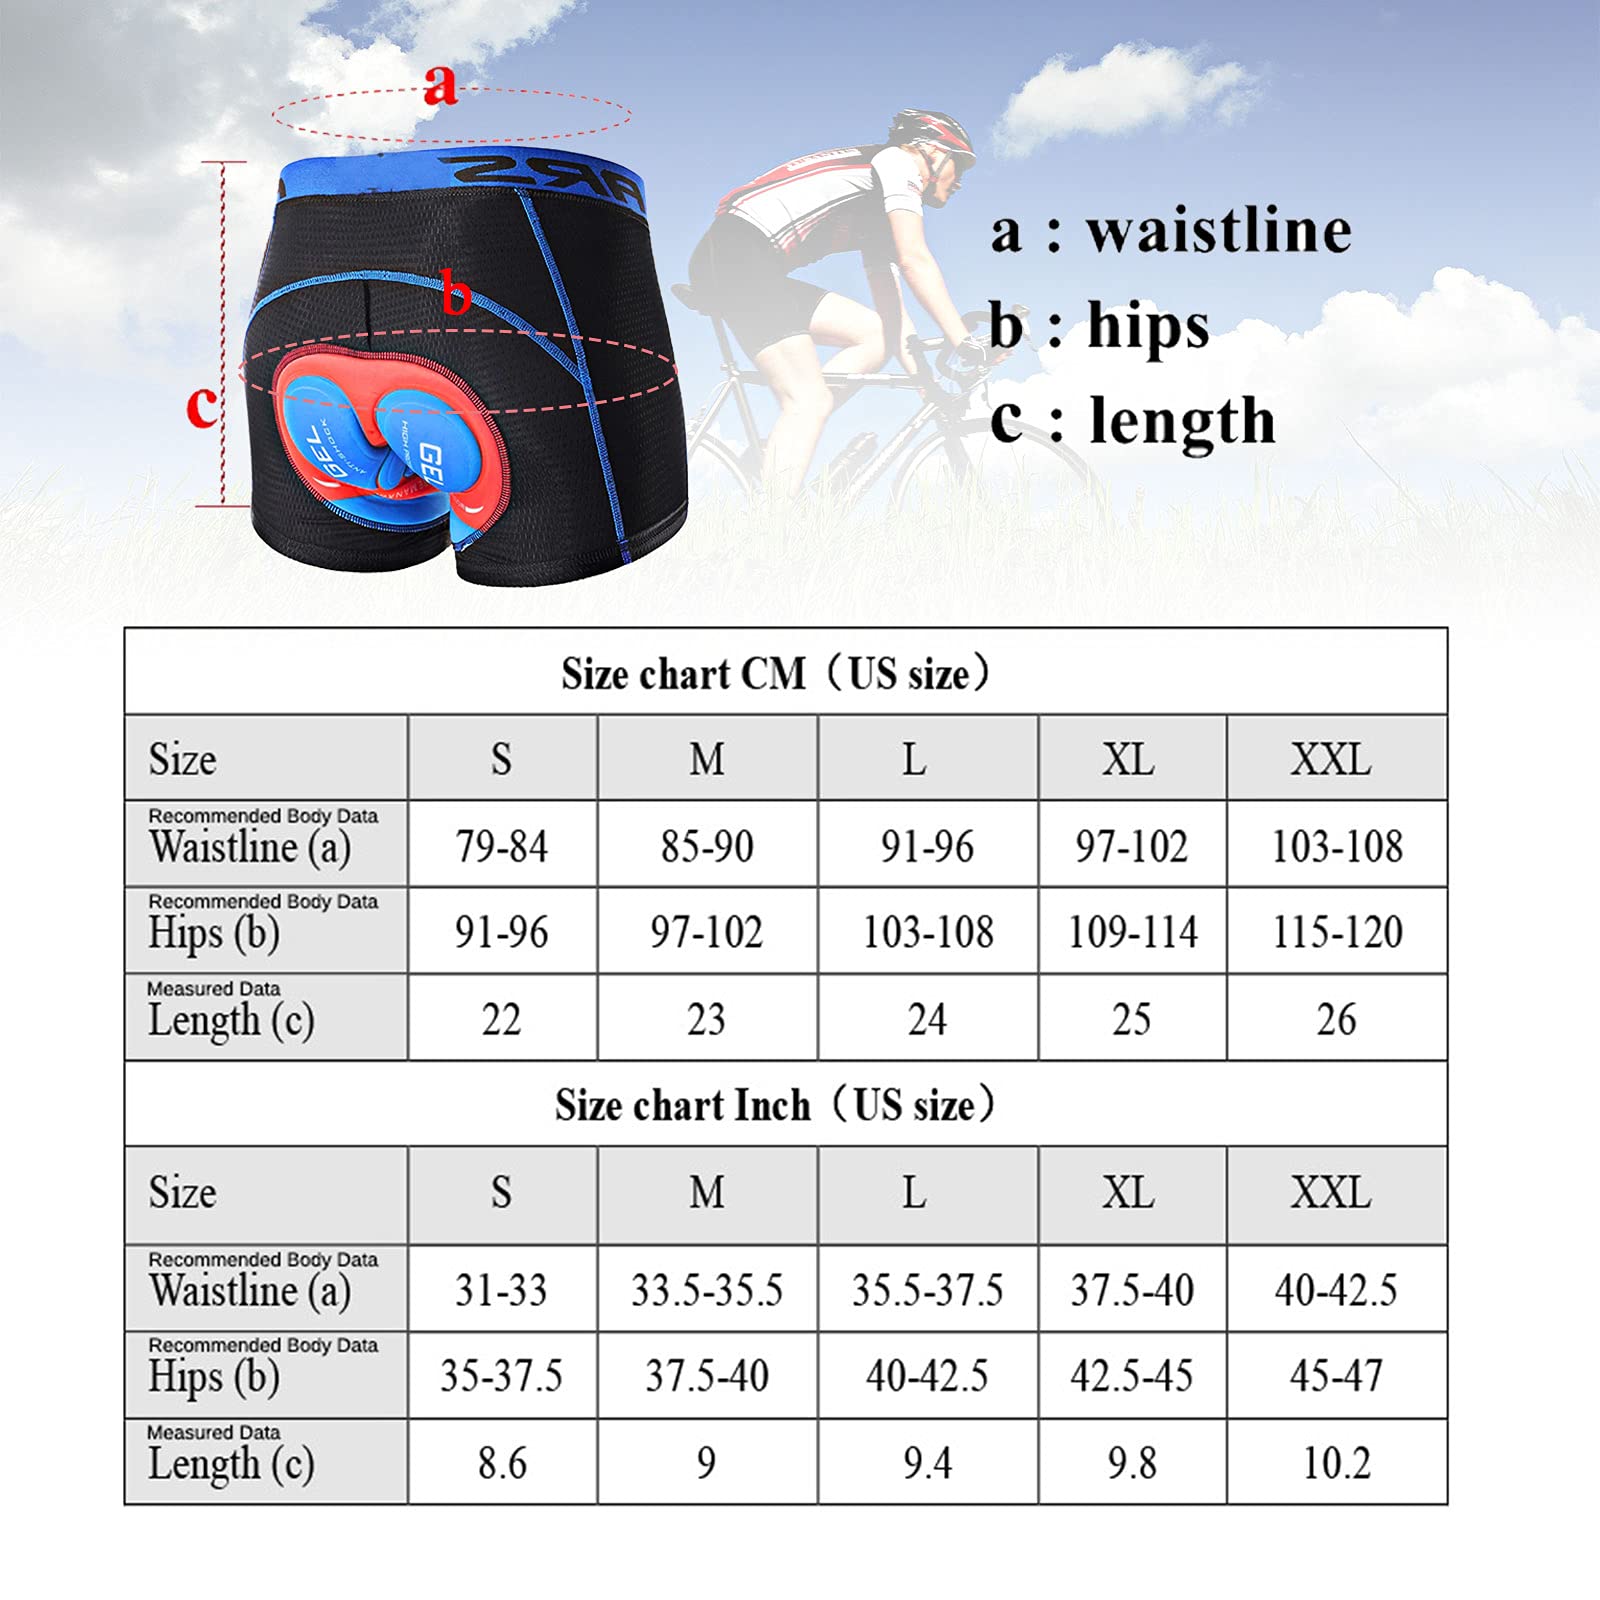 a
b
c
GEL
ANTI-SHOCK
GEL
a : waistline
b : hips
c : length
Size chart CM（US size）
Size S M L XL XXL
Recommended Body Data
Waistline (a) 79-84 85-90 91-96 97-102 103-108
Recommended Body Data
Hips (b) 91-96 97-102 103-108 109-114 115-120
Measured Data
Length (c) 22 23 24 25 26
Size chart Inch（US size）
Size S M L XL XXL
Recommended Body Data
Waistline (a) 31-33 33.5-35.5 35.5-37.5 37.5-40 40-42.5
Recommended Body Data
Hips (b) 35-37.5 37.5-40 40-42.5 42.5-45 45-47
Measured Data
Length (c) 8.6 9 9.4 9.8 10.2